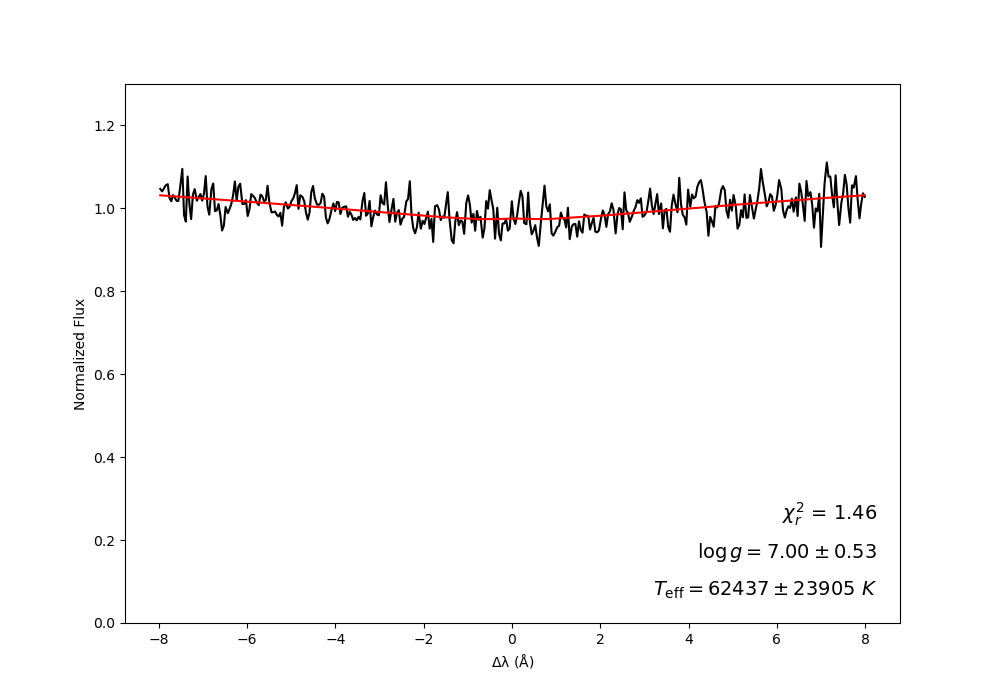 1.2
1.0
0.8
0.6
0.4
0.2
0.0
Normalized Flux
χ²ᵣ = 1.46
log g = 7.00 ± 0.53
T_eff = 62437 ± 23905 K
−8 −6 −4 −2 0 2 4 6 8
Δλ (Å)